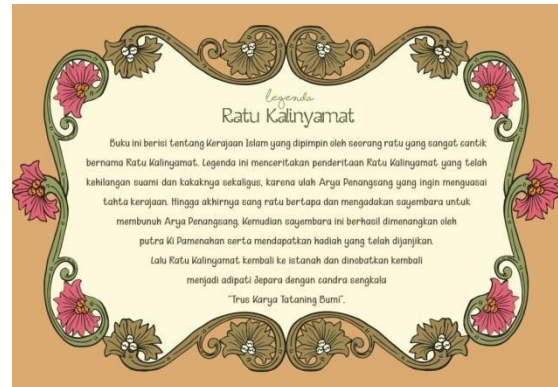 legenda
Ratu Kalinyamat
Buku ini berisi tentang Kerajaan Islam yang dipimpin oleh seorang ratu yang sangat cantik
bernama Ratu Kalinyamat. Legenda ini menceritakan penderitaan Ratu Kalinyamat yang telah
kehilangan suami dan kakaknya sekaligus, karena ulah Arya Penangsang yang ingin menguasai
tahta kerajaan. Hingga akhirnya sang ratu bertapa dan mengadakan sayembara untuk
membunuh Arya Penangsang. Kemudian sayembara ini berhasil dimenangkan oleh
putra Ki Pamenahan serta mendapatkan hadiah yang telah dijanjikan.
Lalu Ratu Kalinyamat kembali ke istanah dan dinobatkan kembali
menjadi adipati Jepara dengan candra sengkala
"Trus Karya Tataning Bumi".